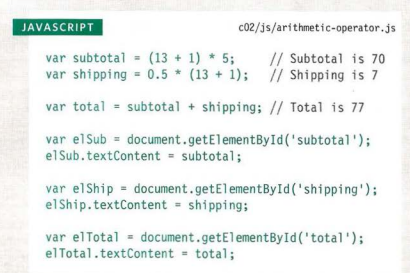 JAVASCRIPT c02/js/arithmetic-operator.js
var subtotal = (13 + 1) * 5; // Subtotal is 70
var shipping = 0.5 * (13 + 1); // Shipping is 7
var total = subtotal + shipping; // Total is 77
var elSub = document.getElementById('subtotal');
elSub.textContent = subtotal;
var elShip = document.getElementById('shipping');
elShip.textContent = shipping;
var elTotal = document.getElementById('total');
elTotal.textContent = total;